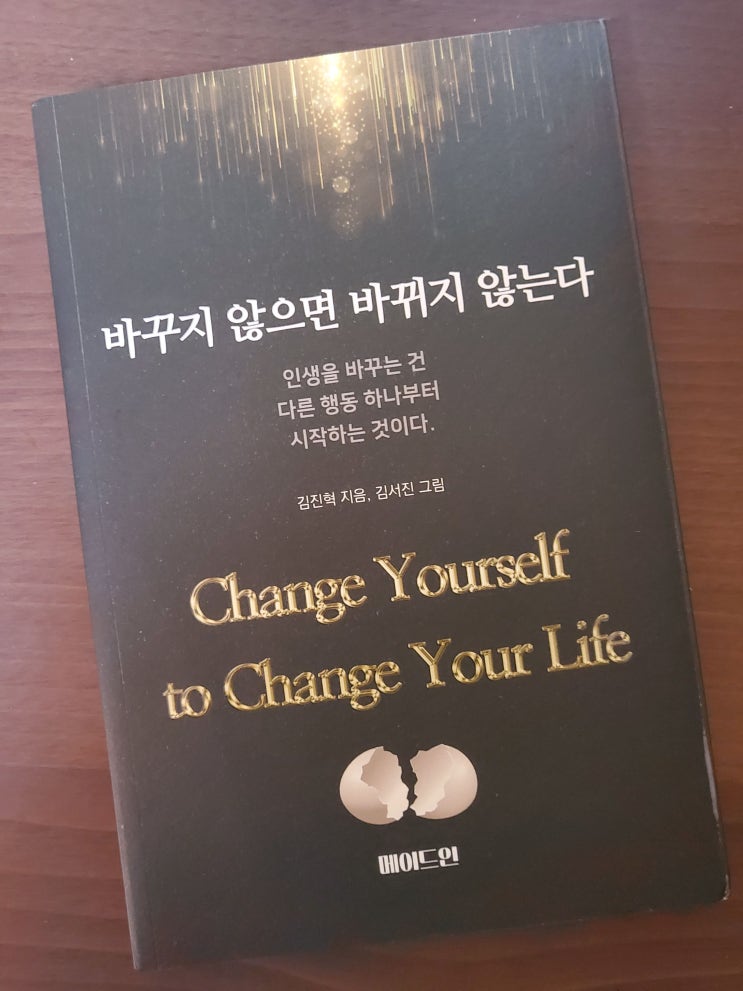 바꾸지 않으면 바뀌지 않는다
인생을 바꾸는 건
다른 행동 하나부터
시작하는 것이다.
김진혁 지음, 김서진 그림
Change Yourself
to Change Your Life
메이드인